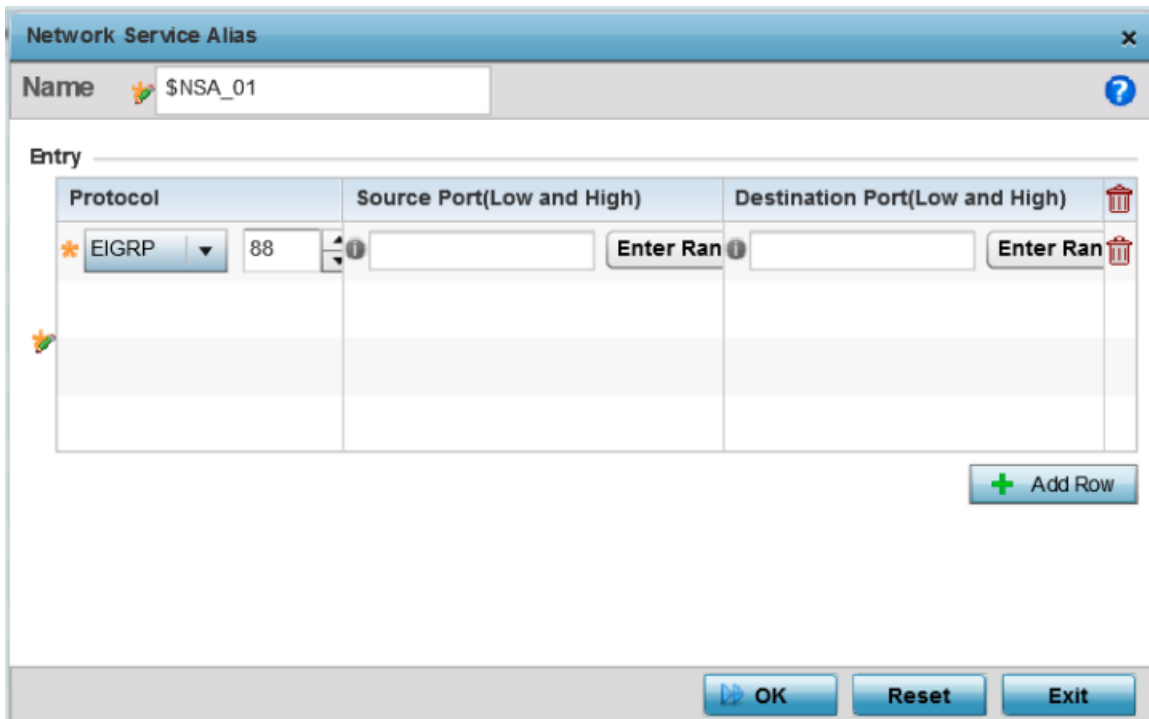 Network Service Alias
Name $NSA_01
Entry
Protocol Source Port(Low and High) Destination Port(Low and High)
EIGRP 88 Enter Ran Enter Ran
Add Row
OK Reset Exit